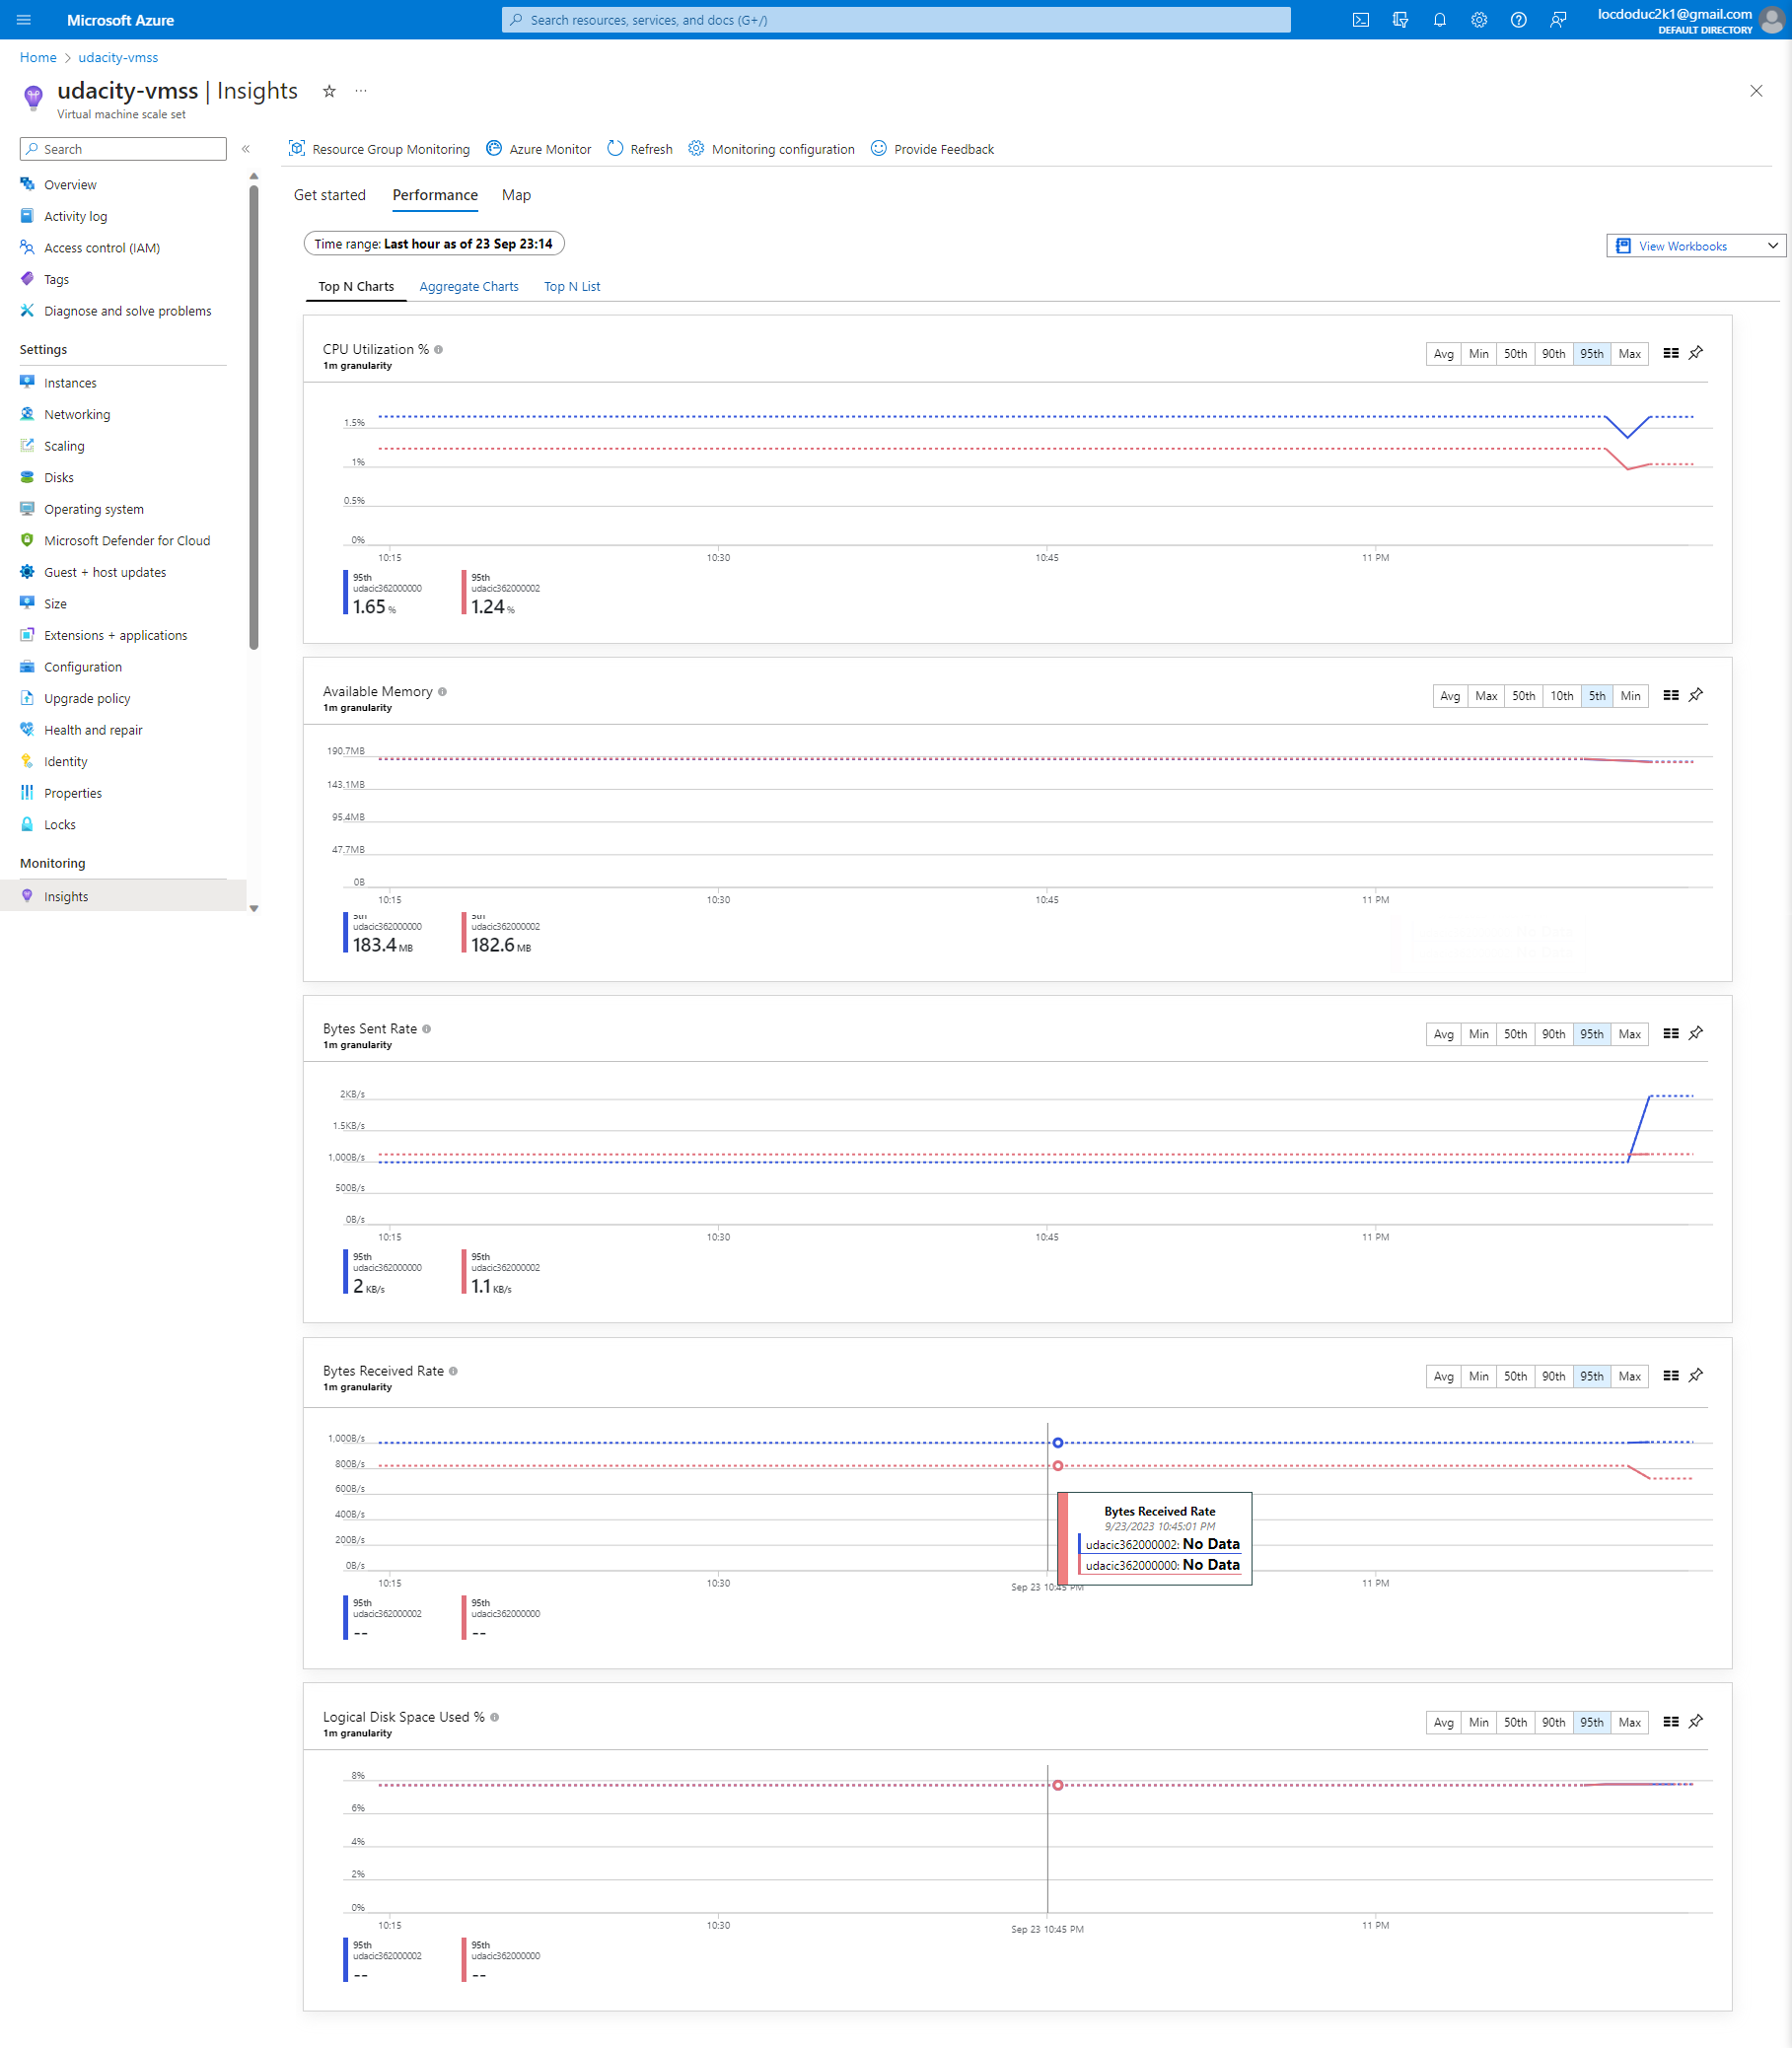 Microsoft Azure
Search resources, services, and docs (G+/)
locdoduc2k1@gmail.com
DEFAULT DIRECTORY
Home > udacity-vmss
udacity-vmss | Insights
Virtual machine scale set
Search
Overview
Activity log
Access control (IAM)
Tags
Diagnose and solve problems
Settings
Instances
Networking
Scaling
Disks
Operating system
Microsoft Defender for Cloud
Guest + host updates
Size
Extensions + applications
Configuration
Upgrade policy
Health and repair
Identity
Properties
Locks
Monitoring
Insights
Resource Group Monitoring Azure Monitor Refresh Monitoring configuration Provide Feedback
Get started Performance Map
Time range: Last hour as of 23 Sep 23:14
View Workbooks
Top N Charts Aggregate Charts Top N List
CPU Utilization %
1m granularity
Avg Min 50th 90th 95th Max
1.5%
1%
0.5%
0%
10:15 10:30 10:45 11 PM
95th 95th
udacic362000000 udacic362000002
1.65 % 1.24 %
Available Memory
1m granularity
Avg Max 50th 10th 5th Min
190.7MB
143.1MB
95.4MB
47.7MB
0B
10:15 10:30 10:45 11 PM
5th 5th
udacic362000000 udacic362000002
183.4 MB 182.6 MB
Bytes Sent Rate
1m granularity
Avg Min 50th 90th 95th Max
2KB/s
1.5KB/s
1,000B/s
500B/s
0B/s
10:15 10:30 10:45 11 PM
95th 95th
udacic362000000 udacic362000002
2 KB/s 1.1 KB/s
Bytes Received Rate
1m granularity
Avg Min 50th 90th 95th Max
1,000B/s
800B/s
600B/s
400B/s
200B/s
0B/s
Bytes Received Rate
9/23/2023 10:45:01 PM
udacic362000002: No Data
udacic362000000: No Data
10:15 10:30 Sep 23 10:45 PM 11 PM
95th 95th
udacic362000002 udacic362000000
-- --
Logical Disk Space Used %
1m granularity
Avg Min 50th 90th 95th Max
8%
6%
4%
2%
0%
10:15 10:30 Sep 23 10:45 PM 11 PM
95th 95th
udacic362000002 udacic362000000
-- --